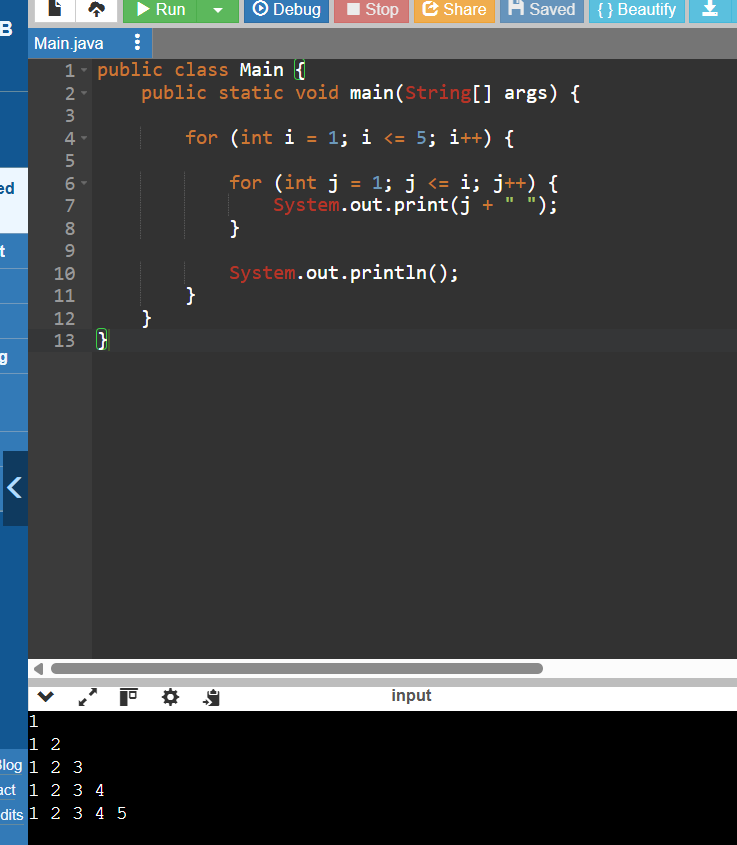 B
Run
Debug
Stop
Share
Saved
{ } Beautify
Main.java
ed
t
g
Blog
act
dits
1 public class Main {
2     public static void main(String[] args) {
3
4         for (int i = 1; i <= 5; i++) {
5
6             for (int j = 1; j <= i; j++) {
7                 System.out.print(j + " ");
8             }
9
10             System.out.println();
11         }
12     }
13 }
input
1
1 2
1 2 3
1 2 3 4
1 2 3 4 5